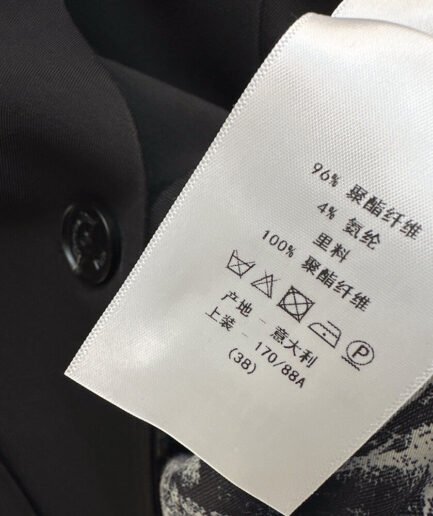 96% 聚酯纤维
4% 氨纶
里料
100% 聚酯纤维
P
产地 - 意大利
上装 - 170/88A
(38)